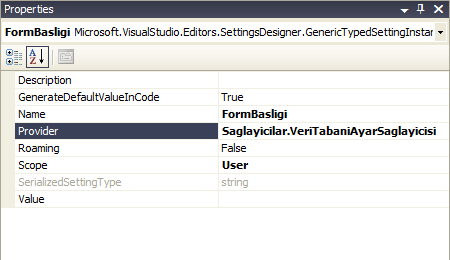 Properties
FormBasligi Microsoft.VisualStudio.Editors.SettingsDesigner.GenericTypedSettingInstar
Description
GenerateDefaultValueInCode True
Name FormBasligi
Provider Saglayicilar.VeriTabaniAyarSaglayicisi
Roaming False
Scope User
SerializedSettingType string
Value